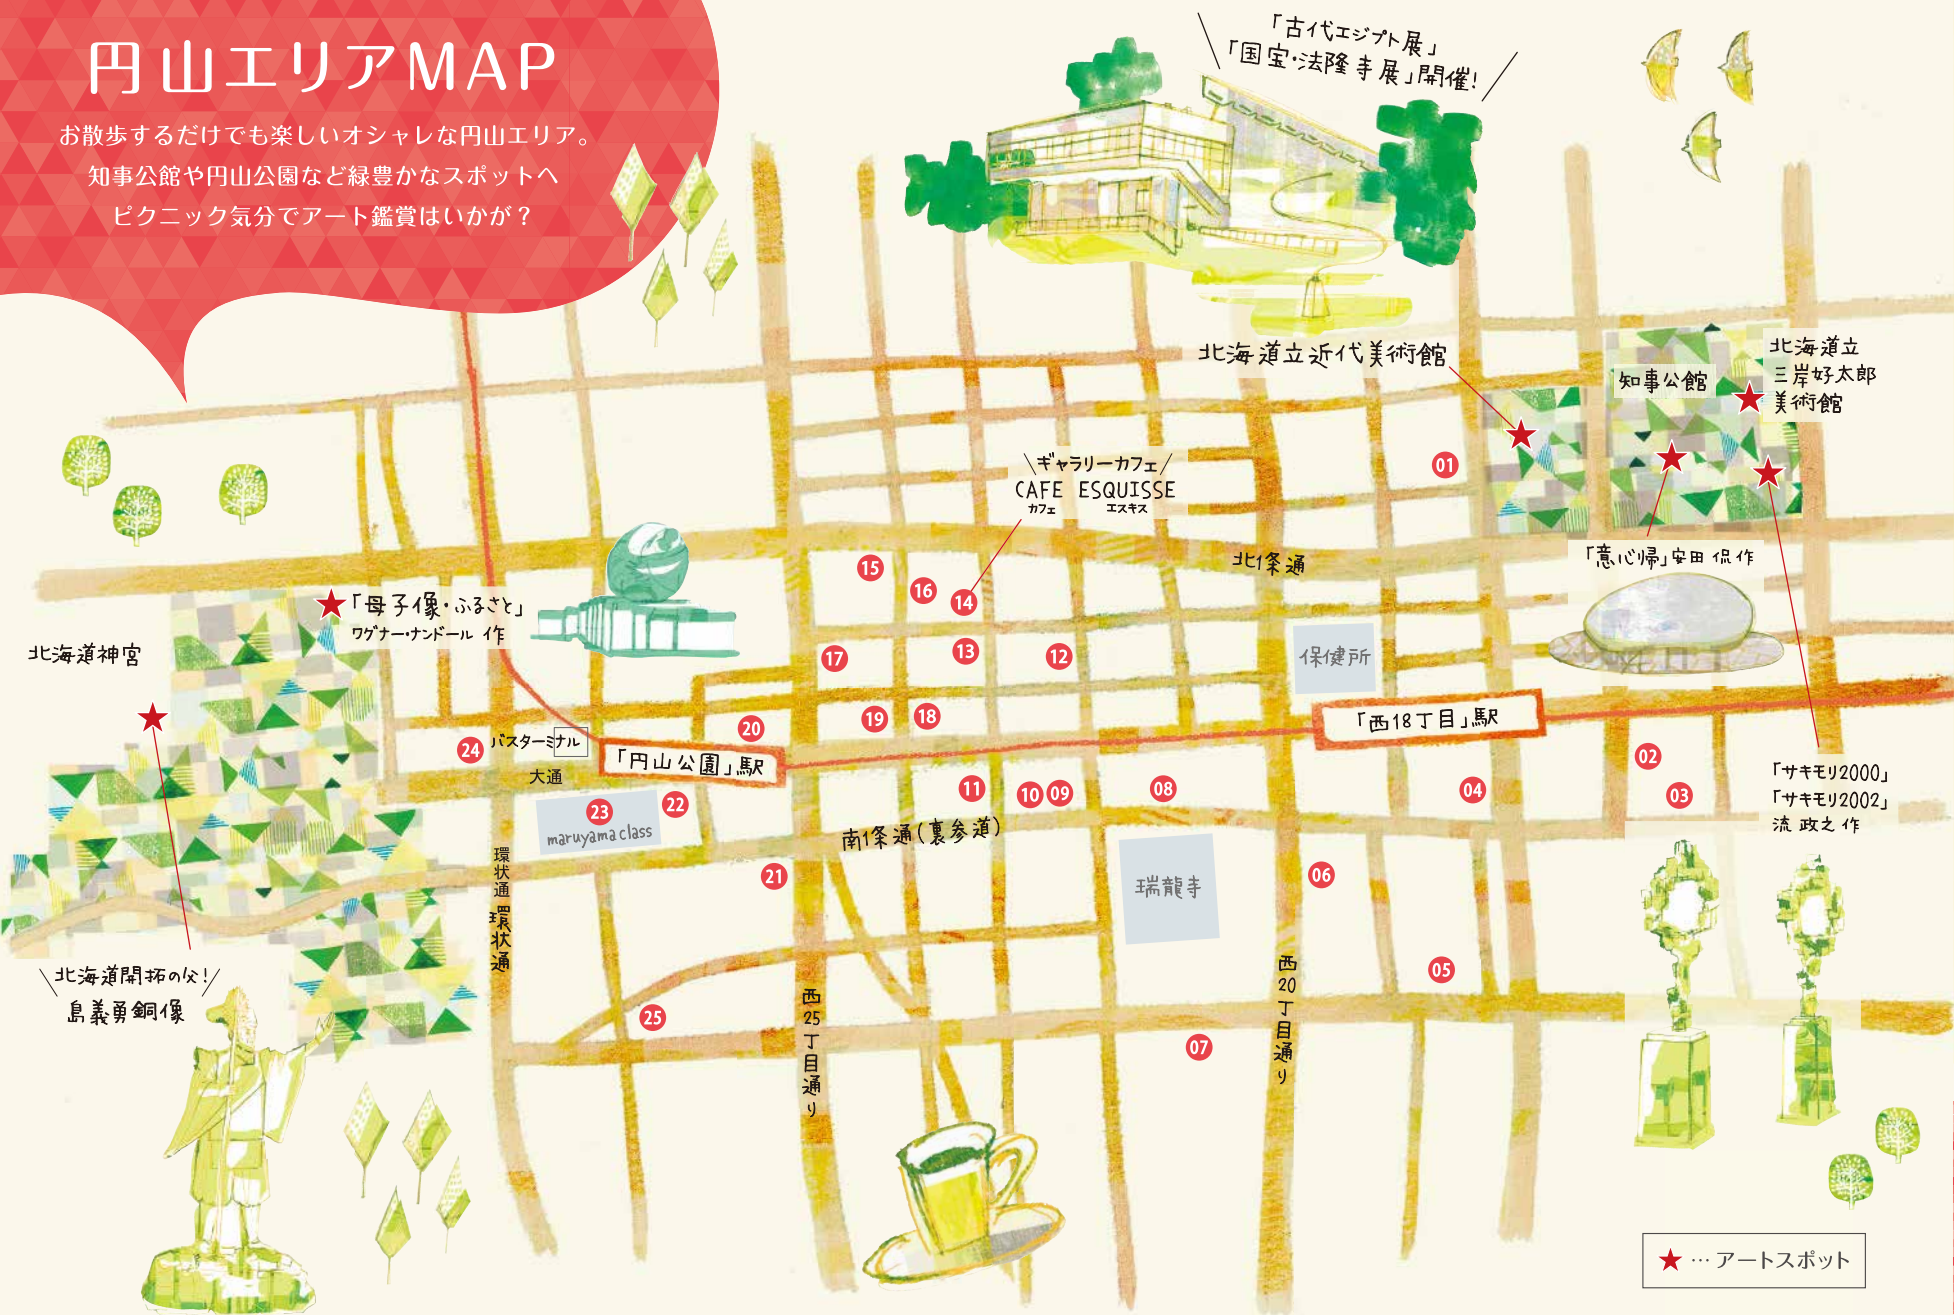 円山エリアMAP
お散歩するだけでも楽しいオシャレな円山エリア。
知事公館や円山公園など緑豊かなスポットへ
ピクニック気分でアート鑑賞はいかが？
「古代エジプト展」
「国宝・法隆寺展」開催!
北海道立近代美術館
知事公館
北海道立
三岸好太郎
美術館
01
ギャラリーカフェ
CAFE ESQUISSE
カフェ エスキス
北1条通
「意心帰」安田 侃 作
15
16
14
「母子像・ふるさと」
ワグナー・ナンドール 作
北海道神宮
17
13
12
保健所
19
18
20
「西18丁目」駅
24
バスターミナル
「円山公園」駅
大通
02
「サキモリ2000」
「サキモリ2002」
流 政之 作
11
10
09
08
04
03
23
maruyama class
22
南1条通(裏参道)
環状通
環状通
21
瑞龍寺
06
北海道開拓の父!
島義勇銅像
25
西25丁目通り
西20丁目通り
05
07
★…アートスポット